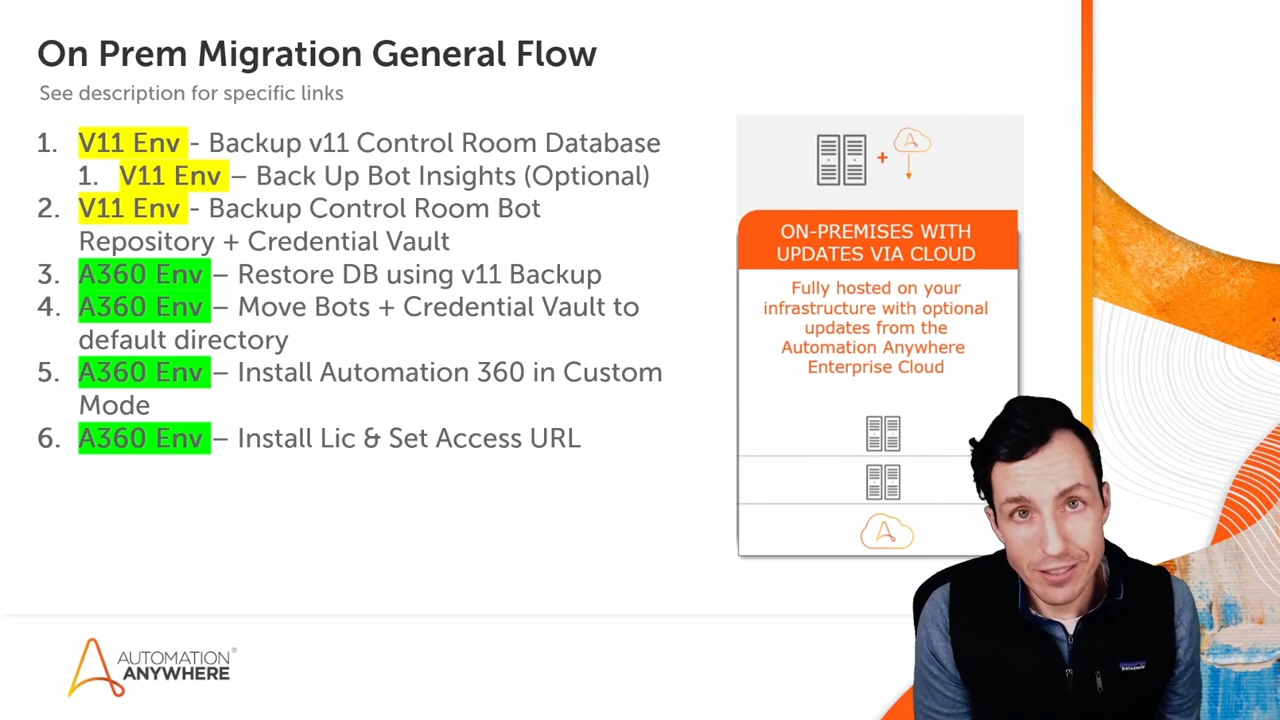 On Prem Migration General Flow
See description for specific links
1. V11 Env - Backup v11 Control Room Database
1. V11 Env – Back Up Bot Insights (Optional)
2. V11 Env - Backup Control Room Bot
Repository + Credential Vault
3. A360 Env – Restore DB using v11 Backup
4. A360 Env – Move Bots + Credential Vault to
default directory
5. A360 Env – Install Automation 360 in Custom
Mode
6. A360 Env – Install Lic & Set Access URL
ON-PREMISES WITH
UPDATES VIA CLOUD
Fully hosted on your
infrastructure with optional
updates from the
Automation Anywhere
Enterprise Cloud
AUTOMATION®
ANYWHERE
patagonia